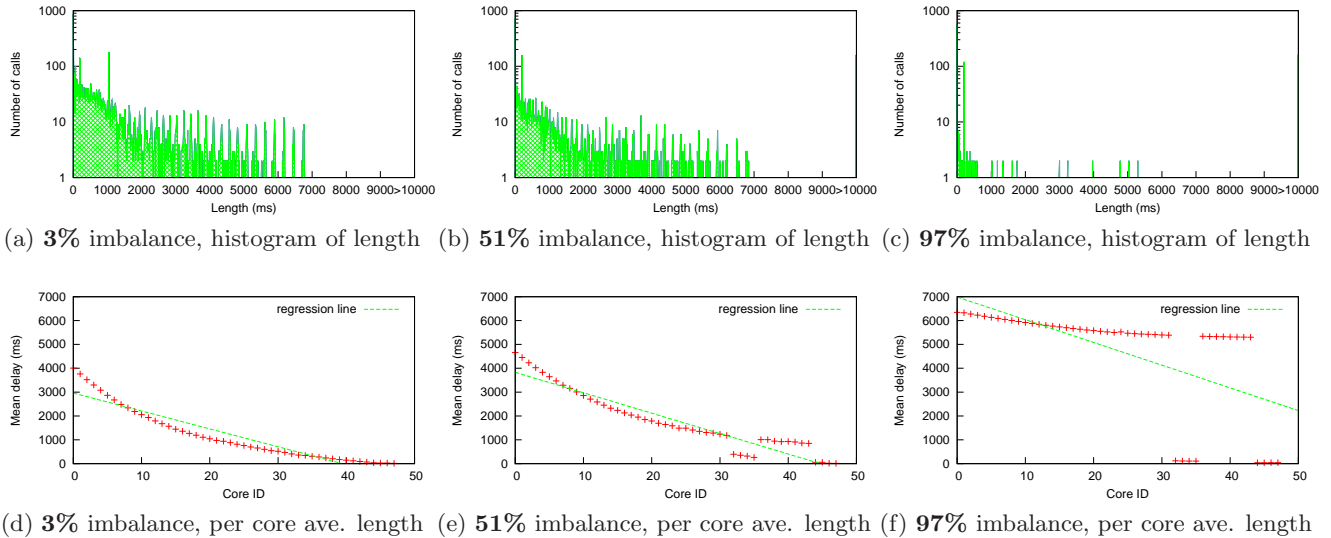 1000
100
10
1
Number of calls
0 1000 2000 3000 4000 5000 6000 7000 8000 9000>10000
Length (ms)
(a) 3% imbalance, histogram of length
1000
100
10
1
Number of calls
0 1000 2000 3000 4000 5000 6000 7000 8000 9000>10000
Length (ms)
(b) 51% imbalance, histogram of length
1000
100
10
1
Number of calls
0 1000 2000 3000 4000 5000 6000 7000 8000 9000>10000
Length (ms)
(c) 97% imbalance, histogram of length
7000
6000
5000
4000
3000
2000
1000
0
Mean delay (ms)
regression line
0 10 20 30 40 50
Core ID
(d) 3% imbalance, per core ave. length
7000
6000
5000
4000
3000
2000
1000
0
Mean delay (ms)
regression line
0 10 20 30 40 50
Core ID
(e) 51% imbalance, per core ave. length
7000
6000
5000
4000
3000
2000
1000
0
Mean delay (ms)
regression line
0 10 20 30 40 50
Core ID
(f) 97% imbalance, per core ave. length